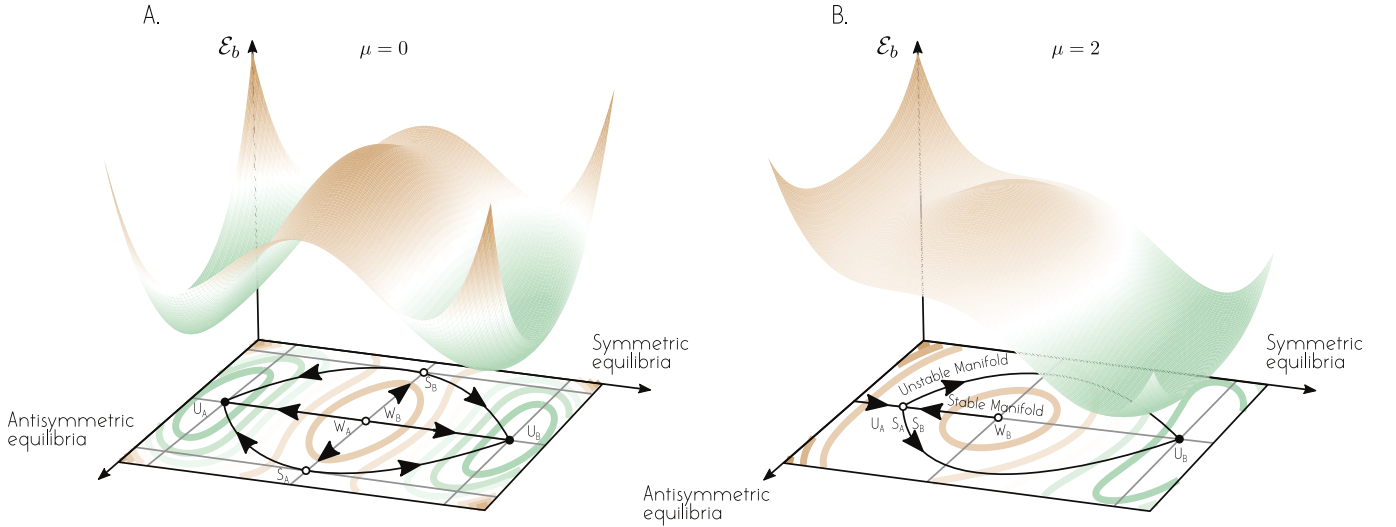 A.
ℰ_b
μ = 0
Symmetric
equilibria
Antisymmetric
equilibria
U_A
S_B
W_B
W_A
U_B
S_A
B.
ℰ_b
μ = 2
Symmetric
equilibria
Unstable Manifold
Stable Manifold
U_A S_A S_B
W_B
U_B
Antisymmetric
equilibria